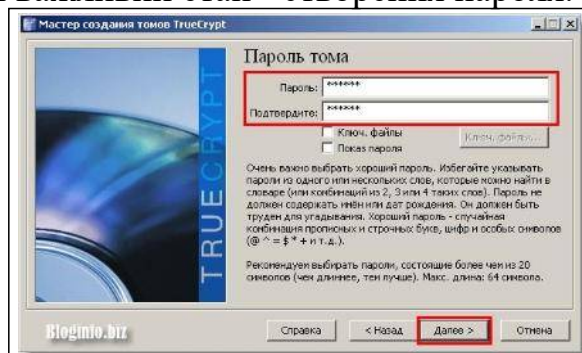 Мастер создания томов TrueCrypt
TRUECRYPT
Пароль тома
Пароль: ******
Подтвердите: ******
Ключ. файлы
Ключ. файлы...
Показ пароля
Очень важно выбрать хороший пароль. Избегайте указывать
пароли из одного или нескольких слов, которые можно найти в
словаре (или комбинаций из 2, 3 или 4 таких слов). Пароль не
должен содержать имён или дат рождения. Он должен быть
труден для угадывания. Хороший пароль - случайная
комбинация прописных и строчных букв, цифр и особых символов
(@ ^ = $ * + и т.д.).
Рекомендуем выбирать пароли, состоящие более чем из 20
символов (чем длиннее, тем лучше). Макс. длина: 64 символа.
Bloginfo.biz
Справка
< Назад
Далее >
Отмена